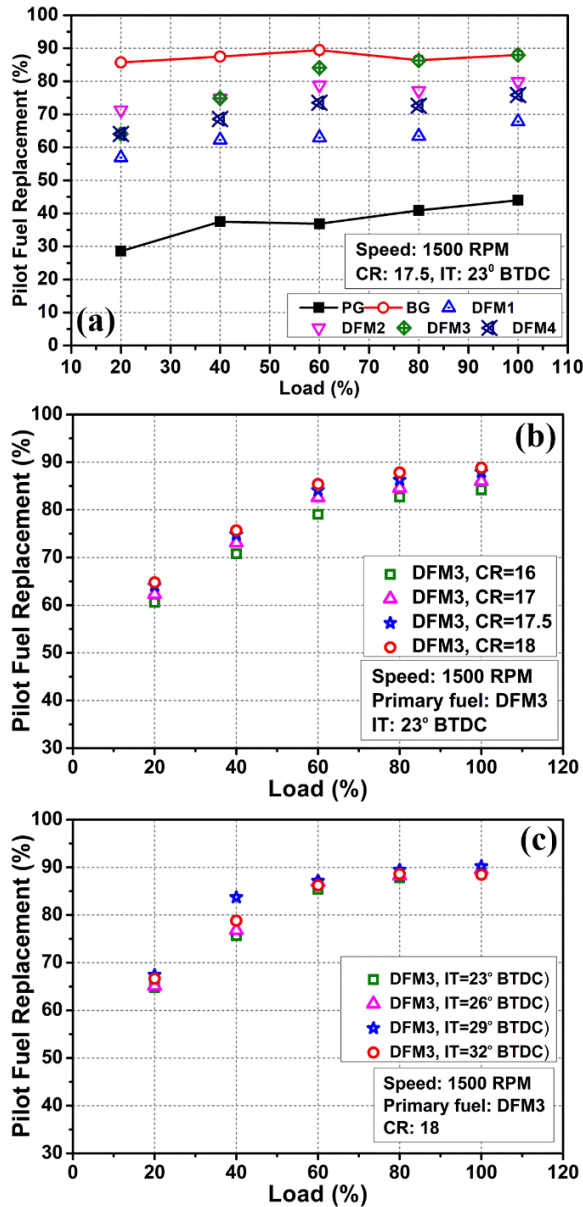 Pilot Fuel Replacement (%)
100
90
80
70
60
50
40
30
20
10
0
Speed: 1500 RPM
CR: 17.5, IT: 23⁰ BTDC
(a)
PG BG DFM1
DFM2 DFM3 DFM4
10 20 30 40 50 60 70 80 90 100 110
Load (%)
Pilot Fuel Replacement (%)
100
90
80
70
60
50
40
30
(b)
DFM3, CR=16
DFM3, CR=17
DFM3, CR=17.5
DFM3, CR=18
Speed: 1500 RPM
Primary fuel: DFM3
IT: 23° BTDC
20 40 60 80 100 120
Load (%)
Pilot Fuel Replacement (%)
100
90
80
70
60
50
40
30
(c)
DFM3, IT=23° BTDC)
DFM3, IT=26° BTDC)
DFM3, IT=29° BTDC)
DFM3, IT=32° BTDC)
Speed: 1500 RPM
Primary fuel: DFM3
CR: 18
20 40 60 80 100 120
Load (%)